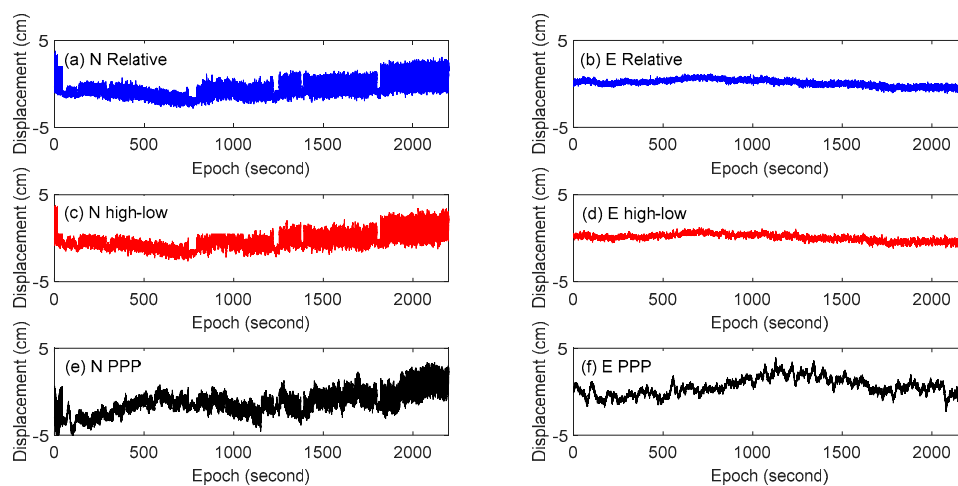 Displacement (cm)
5
-5
(a) N Relative
0 500 1000 1500 2000
Epoch (second)
Displacement (cm)
5
-5
(b) E Relative
0 500 1000 1500 2000
Epoch (second)
Displacement (cm)
5
-5
(c) N high-low
0 500 1000 1500 2000
Epoch (second)
Displacement (cm)
5
-5
(d) E high-low
0 500 1000 1500 2000
Epoch (second)
Displacement (cm)
5
-5
(e) N PPP
0 500 1000 1500 2000
Epoch (second)
Displacement (cm)
5
-5
(f) E PPP
0 500 1000 1500 2000
Epoch (second)